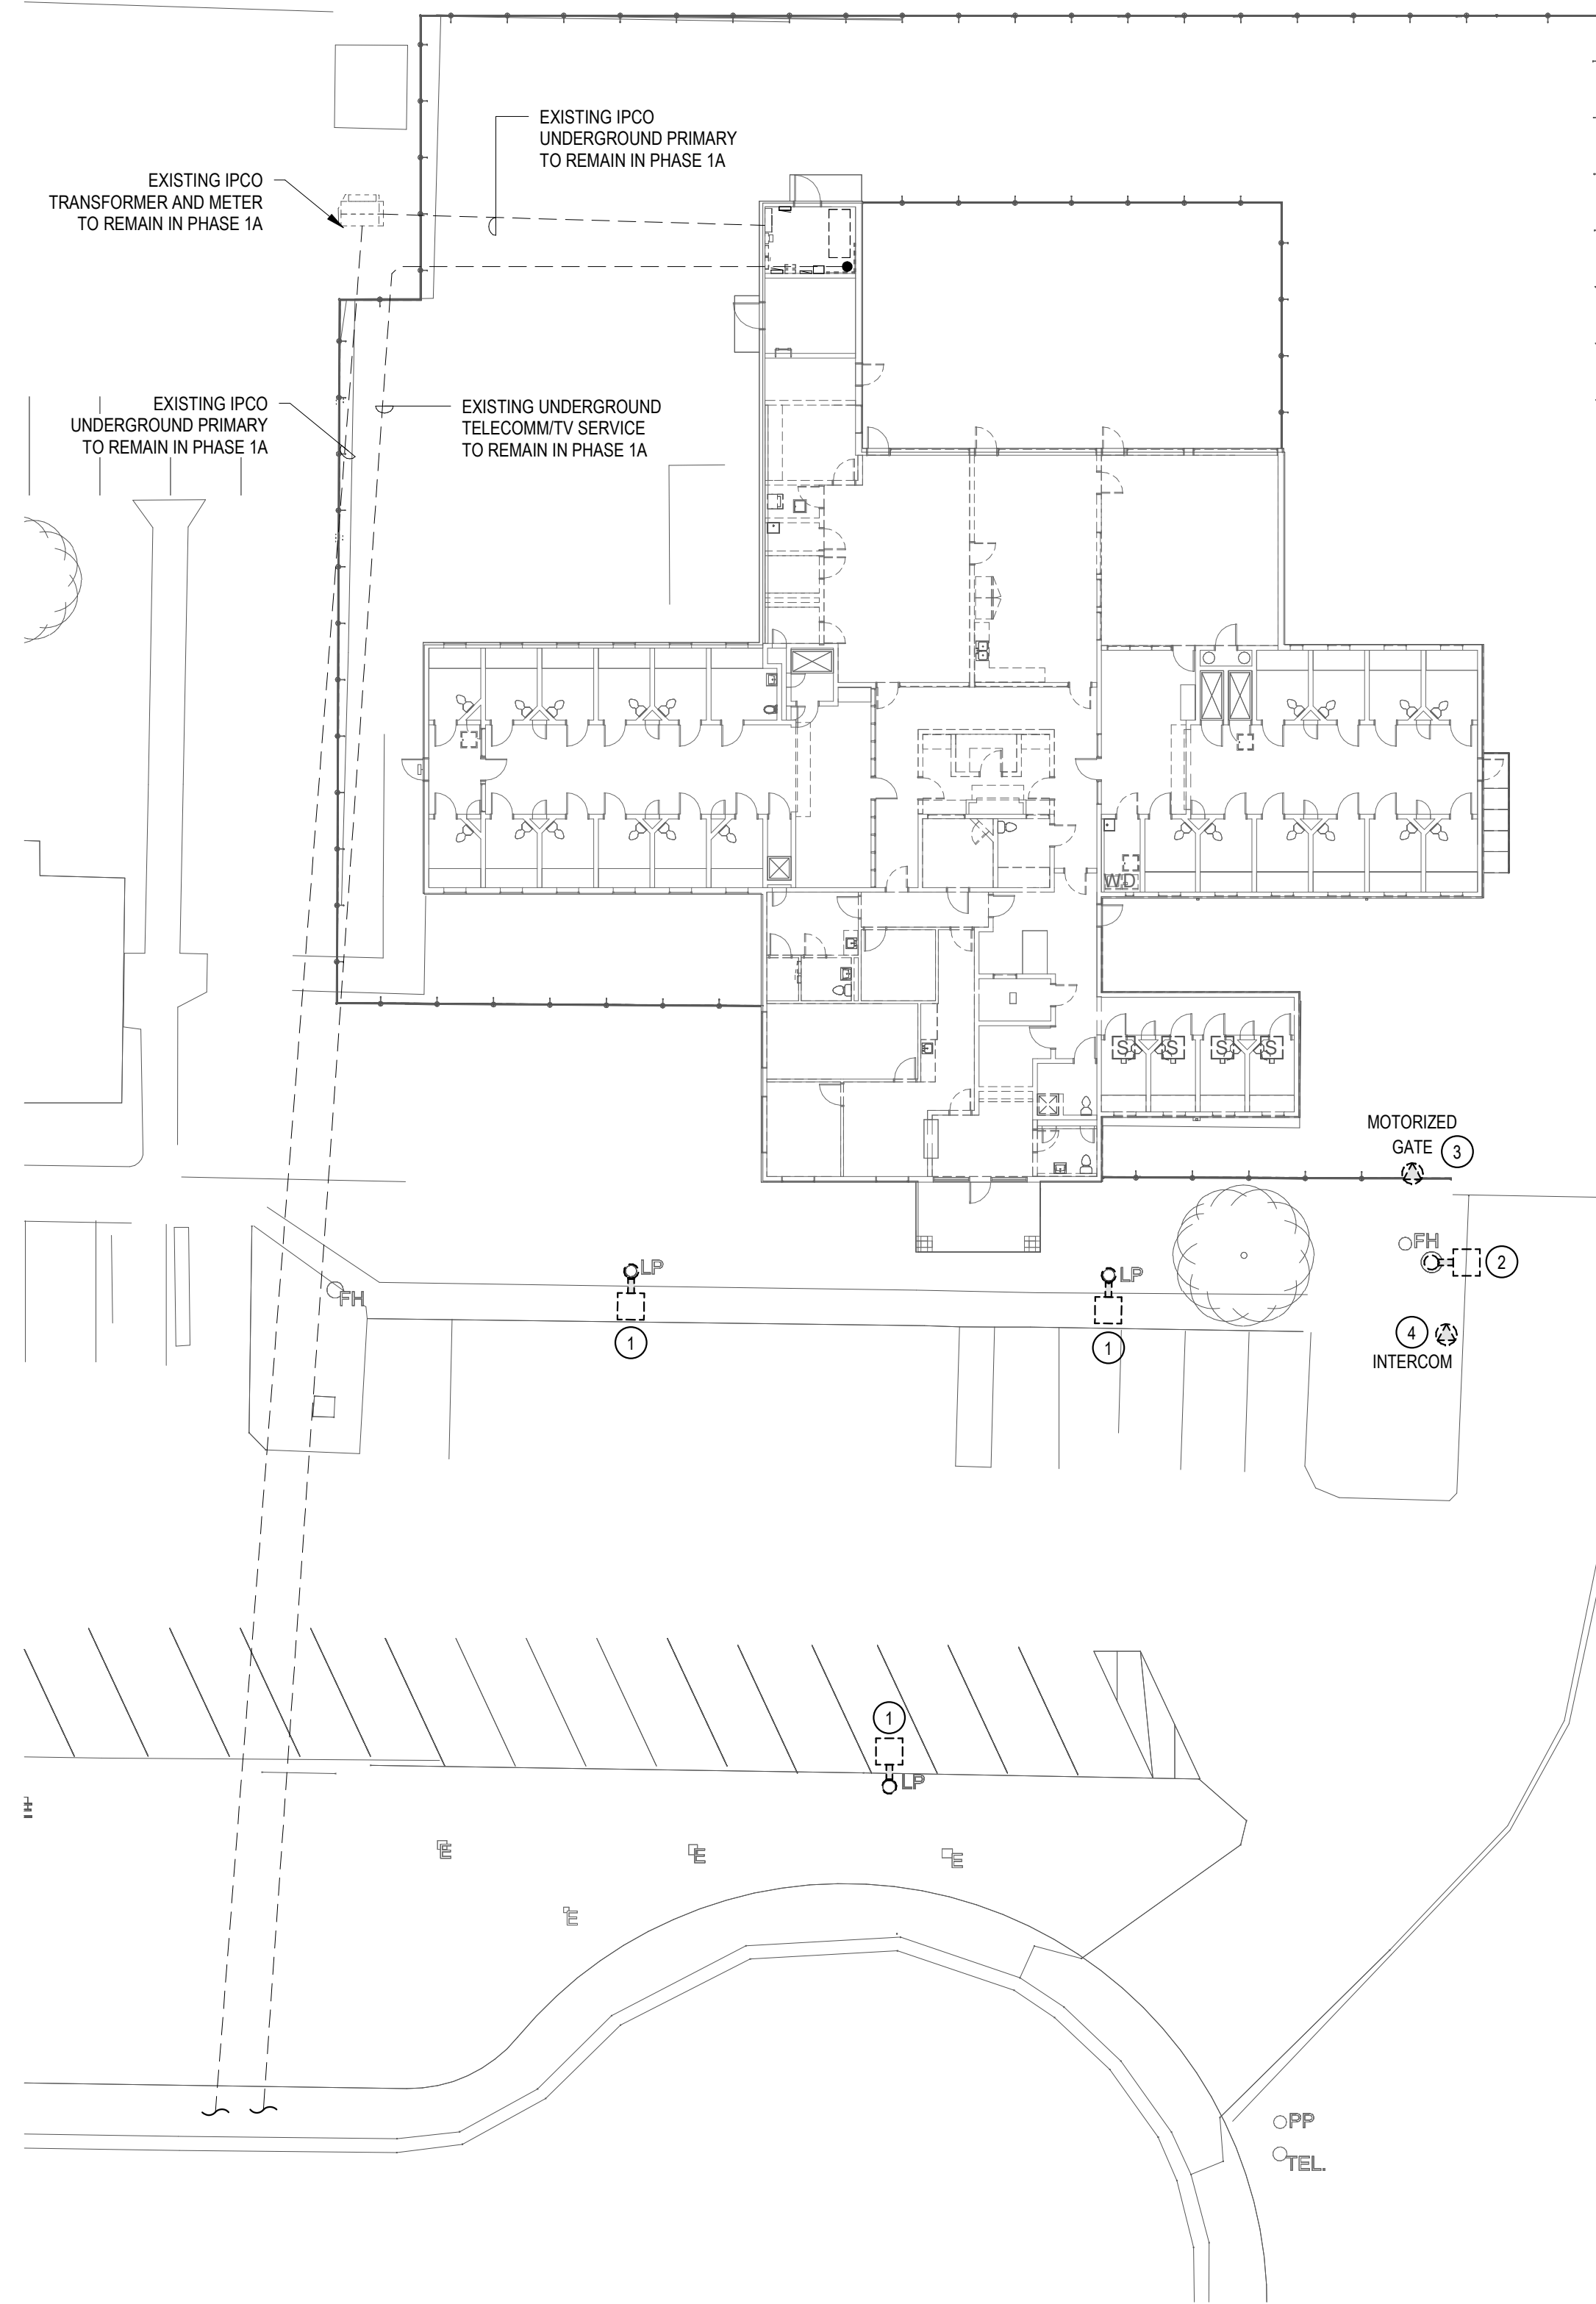 EXISTING IPCO
UNDERGROUND PRIMARY
TO REMAIN IN PHASE 1A
EXISTING IPCO
TRANSFORMER AND METER
TO REMAIN IN PHASE 1A
EXISTING IPCO
UNDERGROUND PRIMARY
TO REMAIN IN PHASE 1A
EXISTING UNDERGROUND
TELECOMM/TV SERVICE
TO REMAIN IN PHASE 1A
WD
S S S S
MOTORIZED
GATE 3
FH
2
LP
LP
FH
1
1
4
INTERCOM
1
LP
E
E
E
E
PP
TEL.